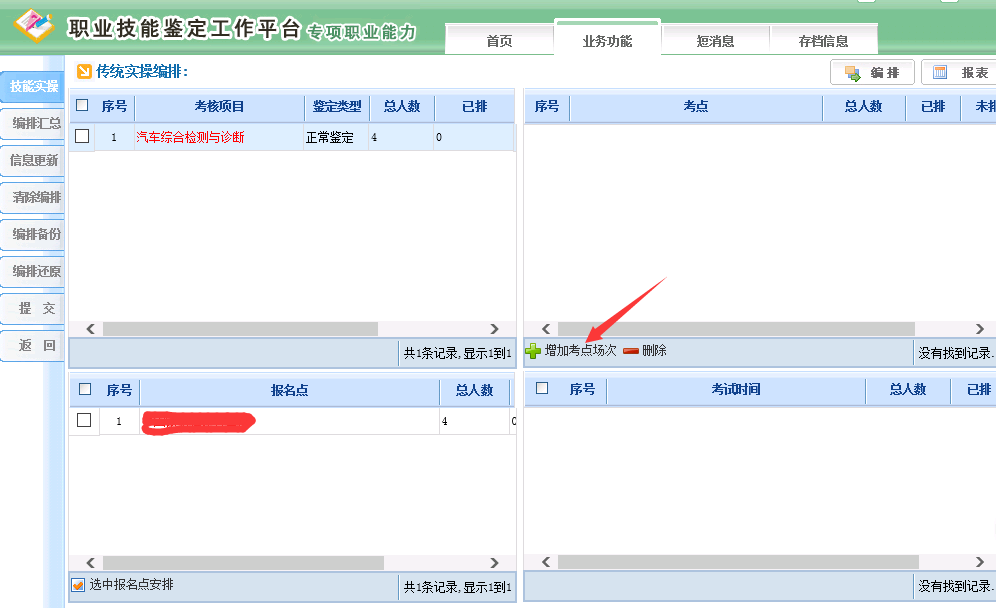 职业技能鉴定工作平台 专项职业能力
首页 业务功能 短消息 存档信息
技能实操
编排汇总
信息更新
清除编排
编排备份
编排还原
提 交
返 回
传统实操编排：
编 排 报表
序号 考核项目 鉴定类型 总人数 已排
1 汽车综合检测与诊断 正常鉴定 4 0
共1条记录,显示1到1
序号 考点 总人数 已排 未排
增加考点场次 删除
没有找到记录.
序号 报名点 总人数
1 4 0
选中报名点安排
共1条记录,显示1到1
序号 考试时间 总人数 已排
没有找到记录.